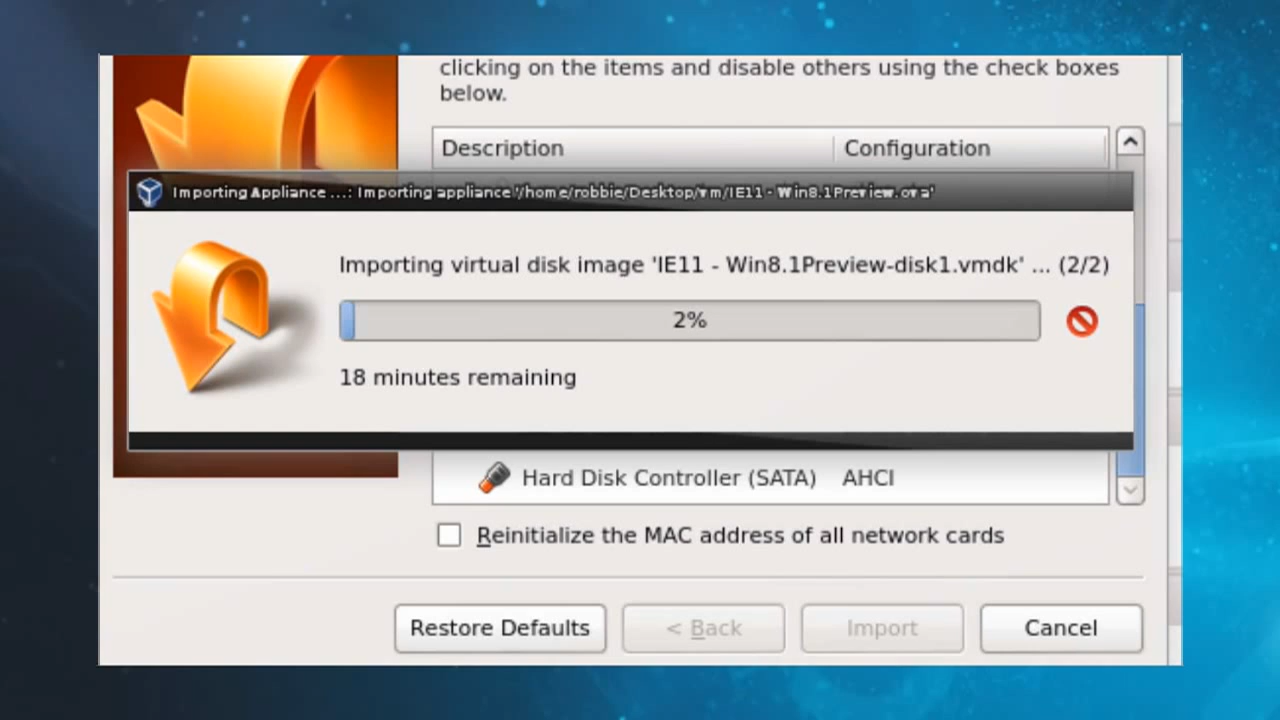 clicking on the items and disable others using the check boxes
below.
Description Configuration
Importing Appliance ...: Importing appliance '/home/robbie/Desktop/vm/IE11 - Win8.1Preview.ova'
Importing virtual disk image 'IE11 - Win8.1Preview-disk1.vmdk' ... (2/2)
2%
18 minutes remaining
Hard Disk Controller (SATA) AHCI
Reinitialize the MAC address of all network cards
Restore Defaults < Back Import Cancel